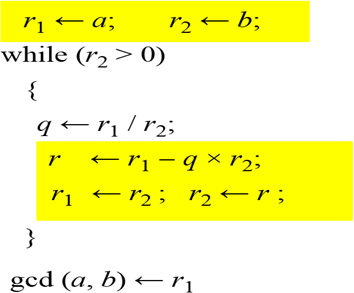 r₁ ← a; r₂ ← b;
while (r₂ > 0)
{
q ← r₁ / r₂;
r ← r₁ – q × r₂;
r₁ ← r₂ ; r₂ ← r ;
}
gcd (a, b) ← r₁